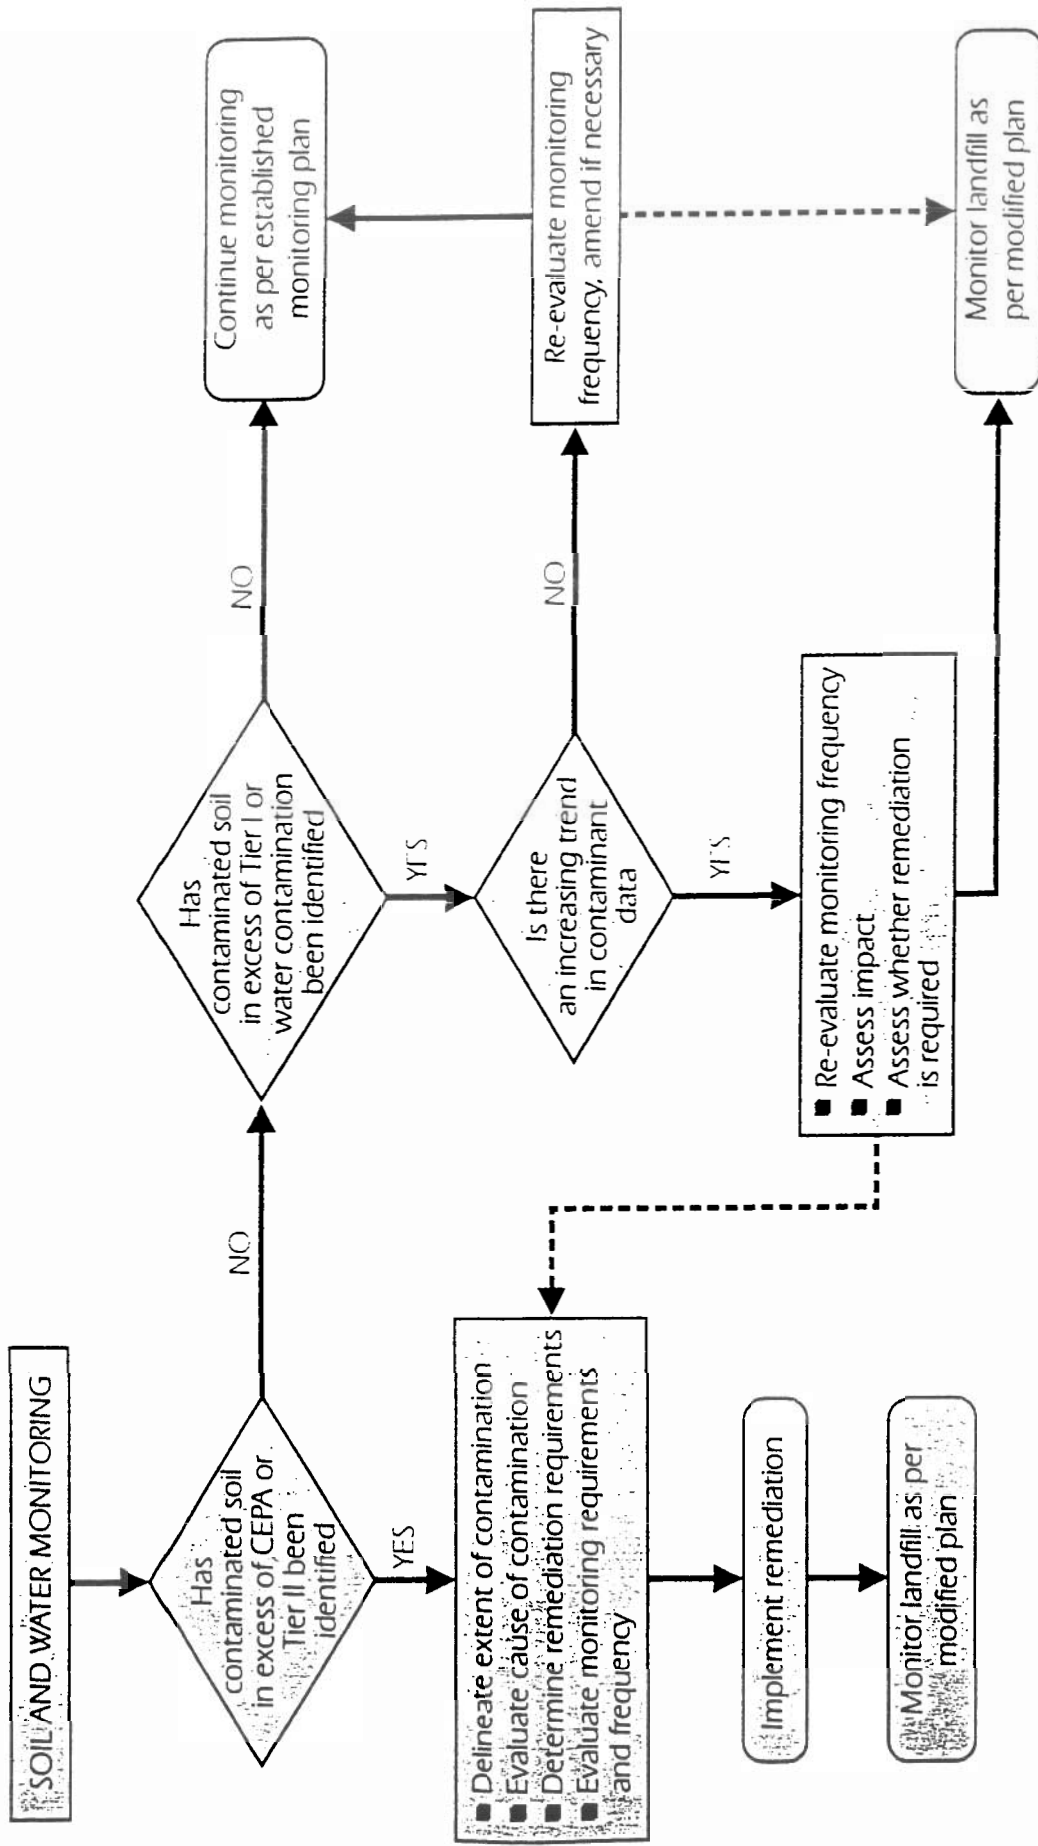 SOIL AND WATER MONITORING
Has
contaminated soil
in excess of CEPA or
Tier II been
identified
NO
YES
Has
contaminated soil
in excess of Tier I or
water contamination
been identified
NO
YES
Continue monitoring
as per established
monitoring plan
■ Delineate extent of contamination
■ Evaluate cause of contamination
■ Determine remediation requirements
■ Evaluate monitoring requirements
and frequency
Is there
an increasing trend
in contaminant
data
NO
YES
Re-evaluate monitoring
frequency, amend if necessary
Implement remediation
Monitor landfill as per
modified plan
■ Re-evaluate monitoring frequency
■ Assess impact
■ Assess whether remediation
is required
Monitor landfill as
per modified plan